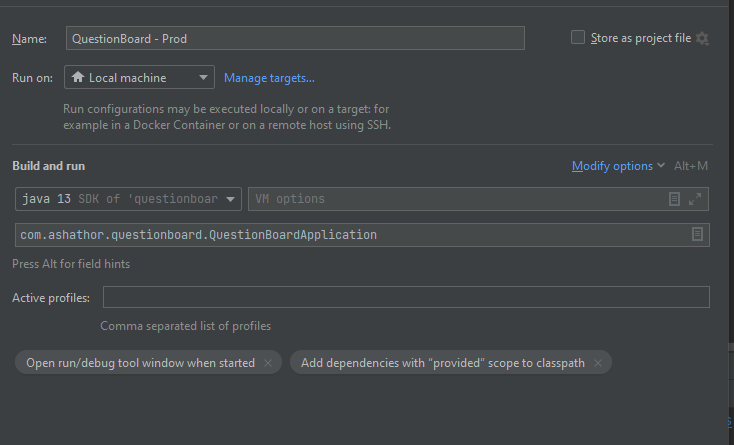 Name: QuestionBoard - Prod Store as project file
Run on: Local machine Manage targets...
Run configurations may be executed locally or on a target: for
example in a Docker Container or on a remote host using SSH.
Build and run Modify options Alt+M
java 13 SDK of 'questionboar VM options
com.ashathor.questionboard.QuestionBoardApplication
Press Alt for field hints
Active profiles:
Comma separated list of profiles
Open run/debug tool window when started × Add dependencies with “provided” scope to classpath ×